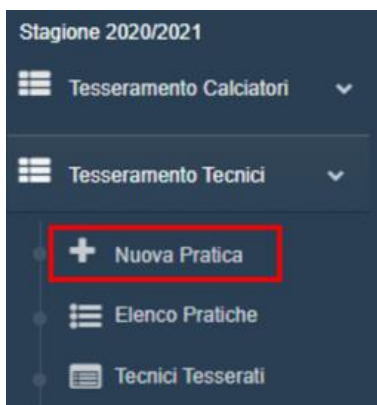 Stagione 2020/2021
Tesseramento Calciatori
Tesseramento Tecnici
Nuova Pratica
Elenco Pratiche
Tecnici Tesserati